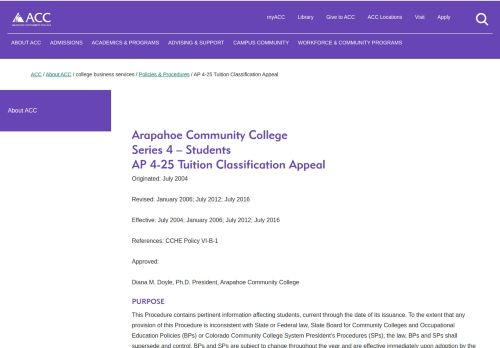 myACC Library Give to ACC ACC Locations Visit Apply
ACC
ABOUT ACC ADMISSIONS ACADEMICS & PROGRAMS ADVISING & SUPPORT CAMPUS COMMUNITY WORKFORCE & COMMUNITY PROGRAMS
ACC / About ACC / college business services / Policies & Procedures / AP 4-25 Tuition Classification Appeal
About ACC
Arapahoe Community College
Series 4 – Students
AP 4-25 Tuition Classification Appeal
Originated: July 2004
Revised: January 2006; July 2012; July 2016
Effective: July 2004; January 2006; July 2012; July 2016
References: CCHE Policy VI-B-1
Approved:
Diana M. Doyle, Ph.D. President, Arapahoe Community College
PURPOSE
This Procedure contains pertinent information affecting students, current through the date of its issuance. To the extent that any
provision of this Procedure is inconsistent with State or Federal law, State Board for Community Colleges and Occupational
Education Policies (BPs) or Colorado Community College System President's Procedures (SPs), the law, BPs and SPs shall
supersede and control. BPs and SPs are subject to change throughout the year and are effective immediately upon adoption by the